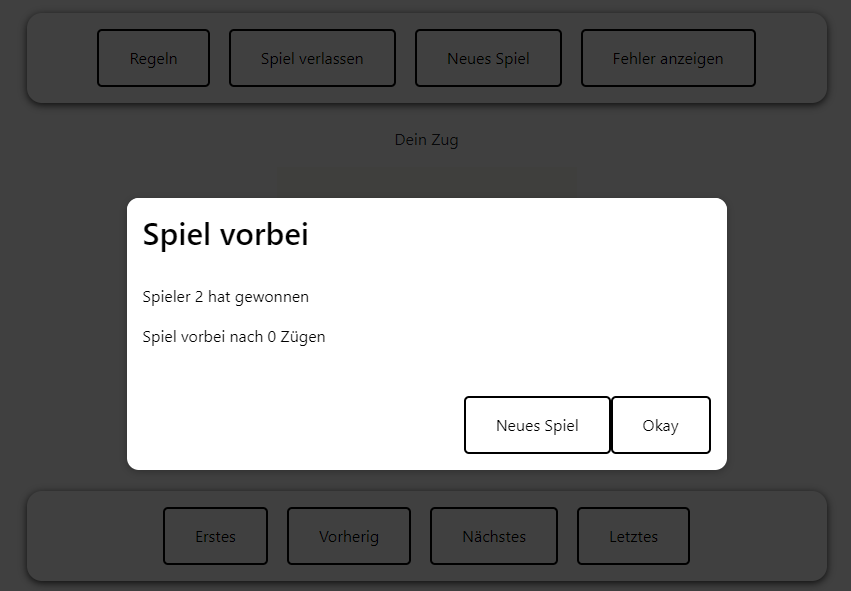 Regeln Spiel verlassen Neues Spiel Fehler anzeigen
Dein Zug
Spiel vorbei
Spieler 2 hat gewonnen
Spiel vorbei nach 0 Zügen
Neues Spiel Okay
Erstes Vorherig Nächstes Letztes